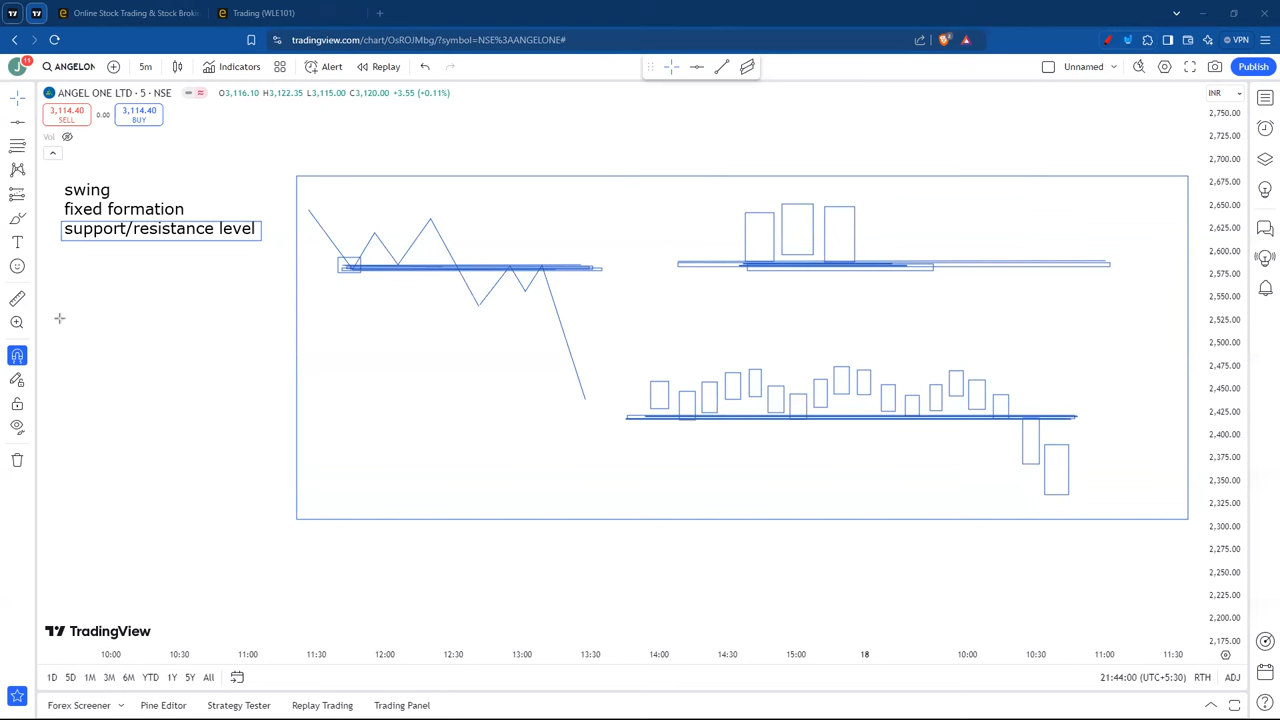 Online Stock Trading & Stock Broki
Trading (WLE101)
tradingview.com/chart/OsROJMbg/?symbol=NSE%3AANGELONE#
VPN
J
11
ANGELON
5m
Indicators
Alert
Replay
Unnamed
Publish
ANGEL ONE LTD · 5 · NSE
O3,116.10 H3,122.35 L3,115.00 C3,120.00 +3.55 (+0.11%)
INR
3,114.40
SELL
0.00
3,114.40
BUY
Vol
swing
fixed formation
support/resistance level
2,750.00
2,725.00
2,700.00
2,675.00
2,650.00
2,625.00
2,600.00
2,575.00
2,550.00
2,525.00
2,500.00
2,475.00
2,450.00
2,425.00
2,400.00
2,375.00
2,350.00
2,325.00
2,300.00
2,275.00
2,250.00
2,225.00
2,200.00
2,175.00
TradingView
10:00 10:30 11:00 11:30 12:00 12:30 13:00 13:30 14:00 14:30 15:00 18 10:00 10:30 11:00 11:30
1D 5D 1M 3M 6M YTD 1Y 5Y All
21:44:00 (UTC+5:30) RTH ADJ
Forex Screener Pine Editor Strategy Tester Replay Trading Trading Panel